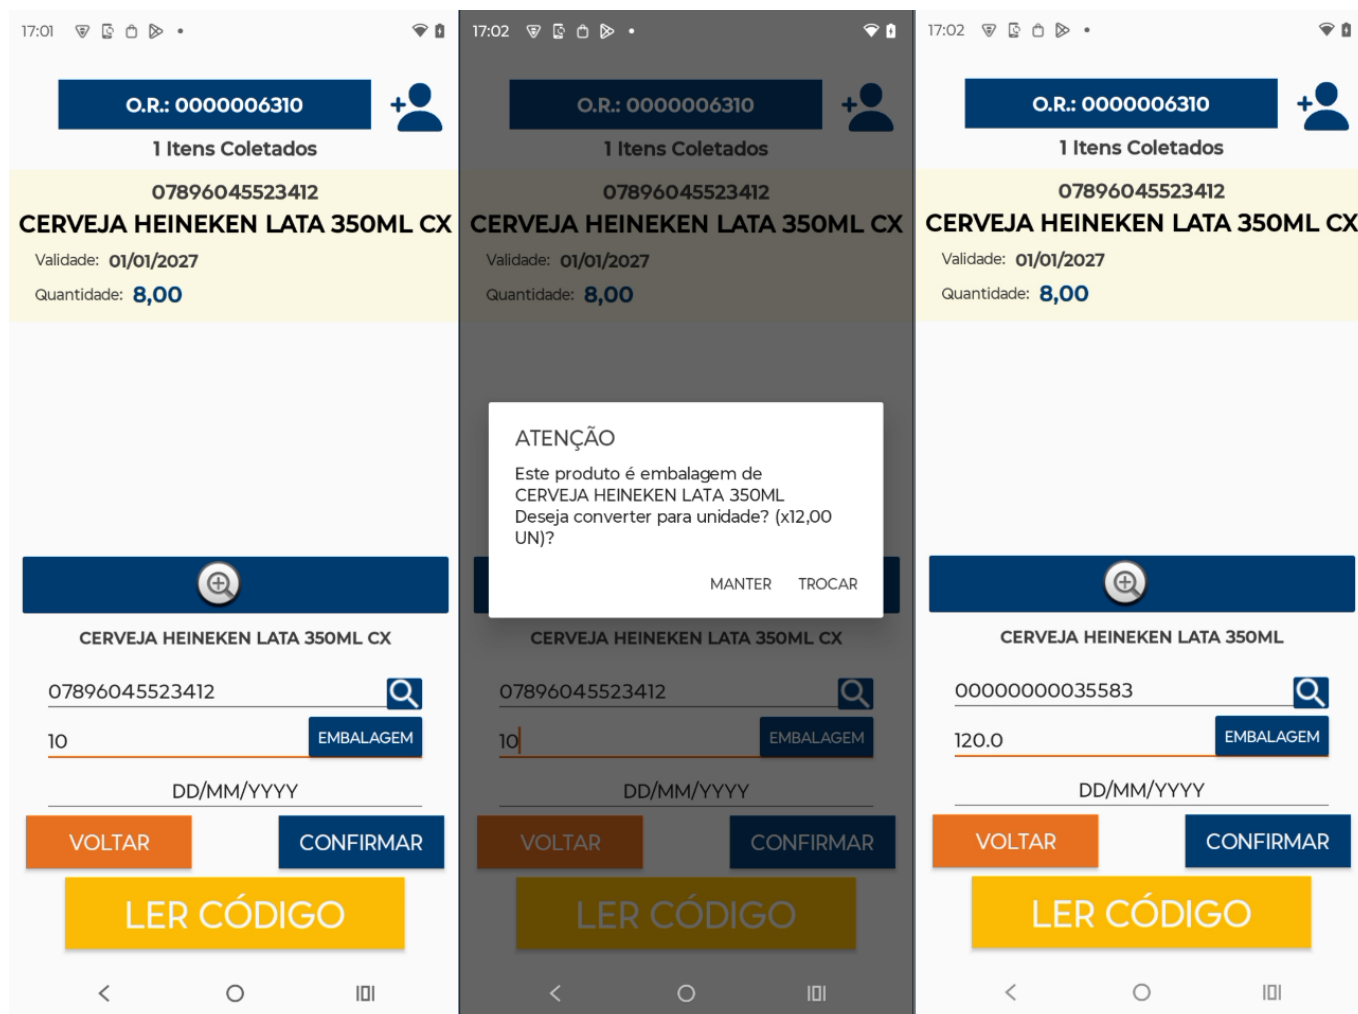 17:01
O.R.: 0000006310
1 Itens Coletados
07896045523412
CERVEJA HEINEKEN LATA 350ML CX
Validade: 01/01/2027
Quantidade: 8,00
CERVEJA HEINEKEN LATA 350ML CX
07896045523412
10
EMBALAGEM
DD/MM/YYYY
VOLTAR
CONFIRMAR
LER CÓDIGO
17:02
O.R.: 0000006310
1 Itens Coletados
07896045523412
CERVEJA HEINEKEN LATA 350ML CX
Validade: 01/01/2027
Quantidade: 8,00
ATENÇÃO
Este produto é embalagem de
CERVEJA HEINEKEN LATA 350ML
Deseja converter para unidade? (x12,00
UN)?
MANTER
TROCAR
CERVEJA HEINEKEN LATA 350ML CX
07896045523412
10
EMBALAGEM
DD/MM/YYYY
VOLTAR
CONFIRMAR
LER CÓDIGO
17:02
O.R.: 0000006310
1 Itens Coletados
07896045523412
CERVEJA HEINEKEN LATA 350ML CX
Validade: 01/01/2027
Quantidade: 8,00
CERVEJA HEINEKEN LATA 350ML
00000000035583
120.0
EMBALAGEM
DD/MM/YYYY
VOLTAR
CONFIRMAR
LER CÓDIGO